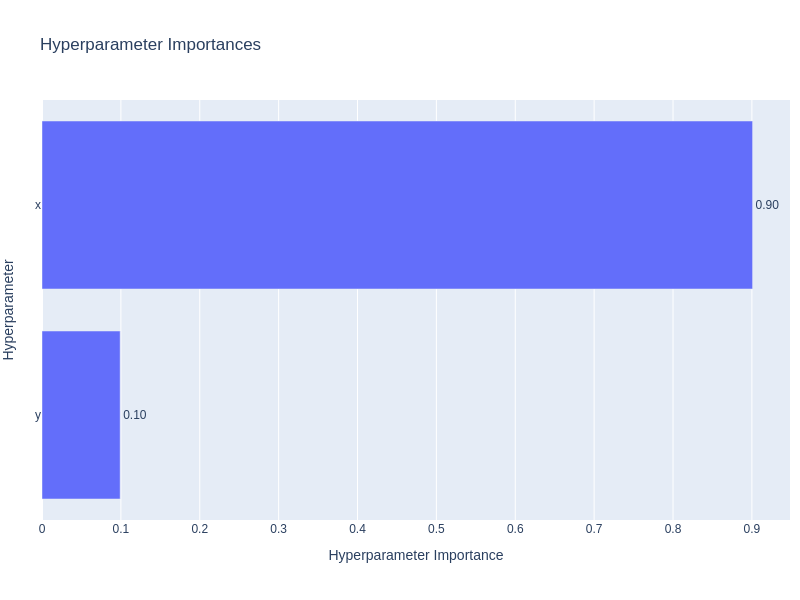 Hyperparameter Importances
Hyperparameter
x
0.90
y
0.10
0 0.1 0.2 0.3 0.4 0.5 0.6 0.7 0.8 0.9
Hyperparameter Importance